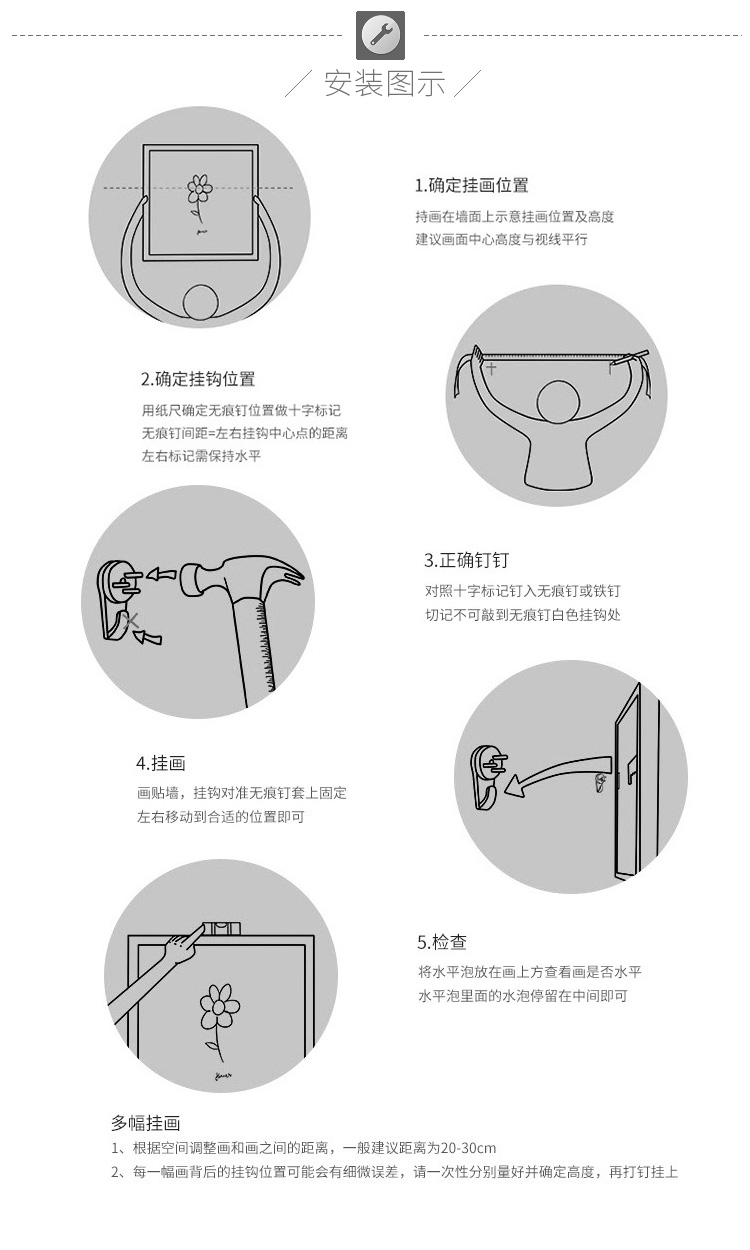 安装图示
1.确定挂画位置
持画在墙面上示意挂画位置及高度
建议画面中心高度与视线平行
2.确定挂钩位置
用纸尺确定无痕钉位置做十字标记
无痕钉间距=左右挂钩中心点的距离
左右标记需保持水平
3.正确钉钉
对照十字标记钉入无痕钉或铁钉
切记不可敲到无痕钉白色挂钩处
4.挂画
画贴墙，挂钩对准无痕钉套上固定
左右移动到合适的位置即可
5.检查
将水平泡放在画上方查看画是否水平
水平泡里面的水泡停留在中间即可
多幅挂画
1、根据空间调整画和画之间的距离，一般建议距离为20-30cm
2、每一幅画背后的挂钩位置可能会有细微误差，请一次性分别量好并确定高度，再打钉挂上